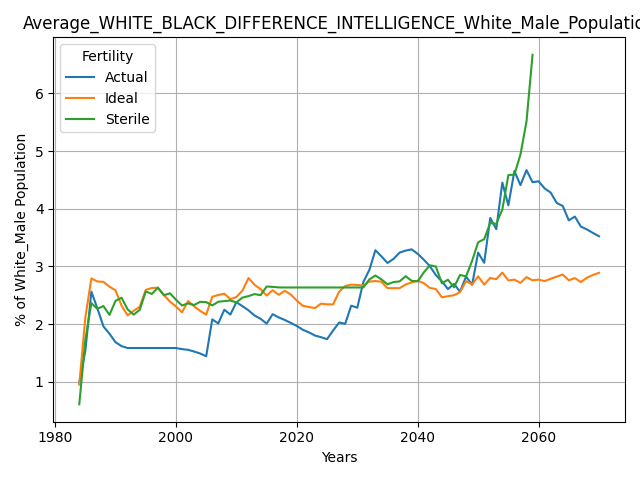 Average_WHITE_BLACK_DIFFERENCE_INTELLIGENCE_White_Male_Populatio
Fertility
Actual
Ideal
Sterile
% of White_Male Population
6
5
4
3
2
1
1980 2000 2020 2040 2060
Years